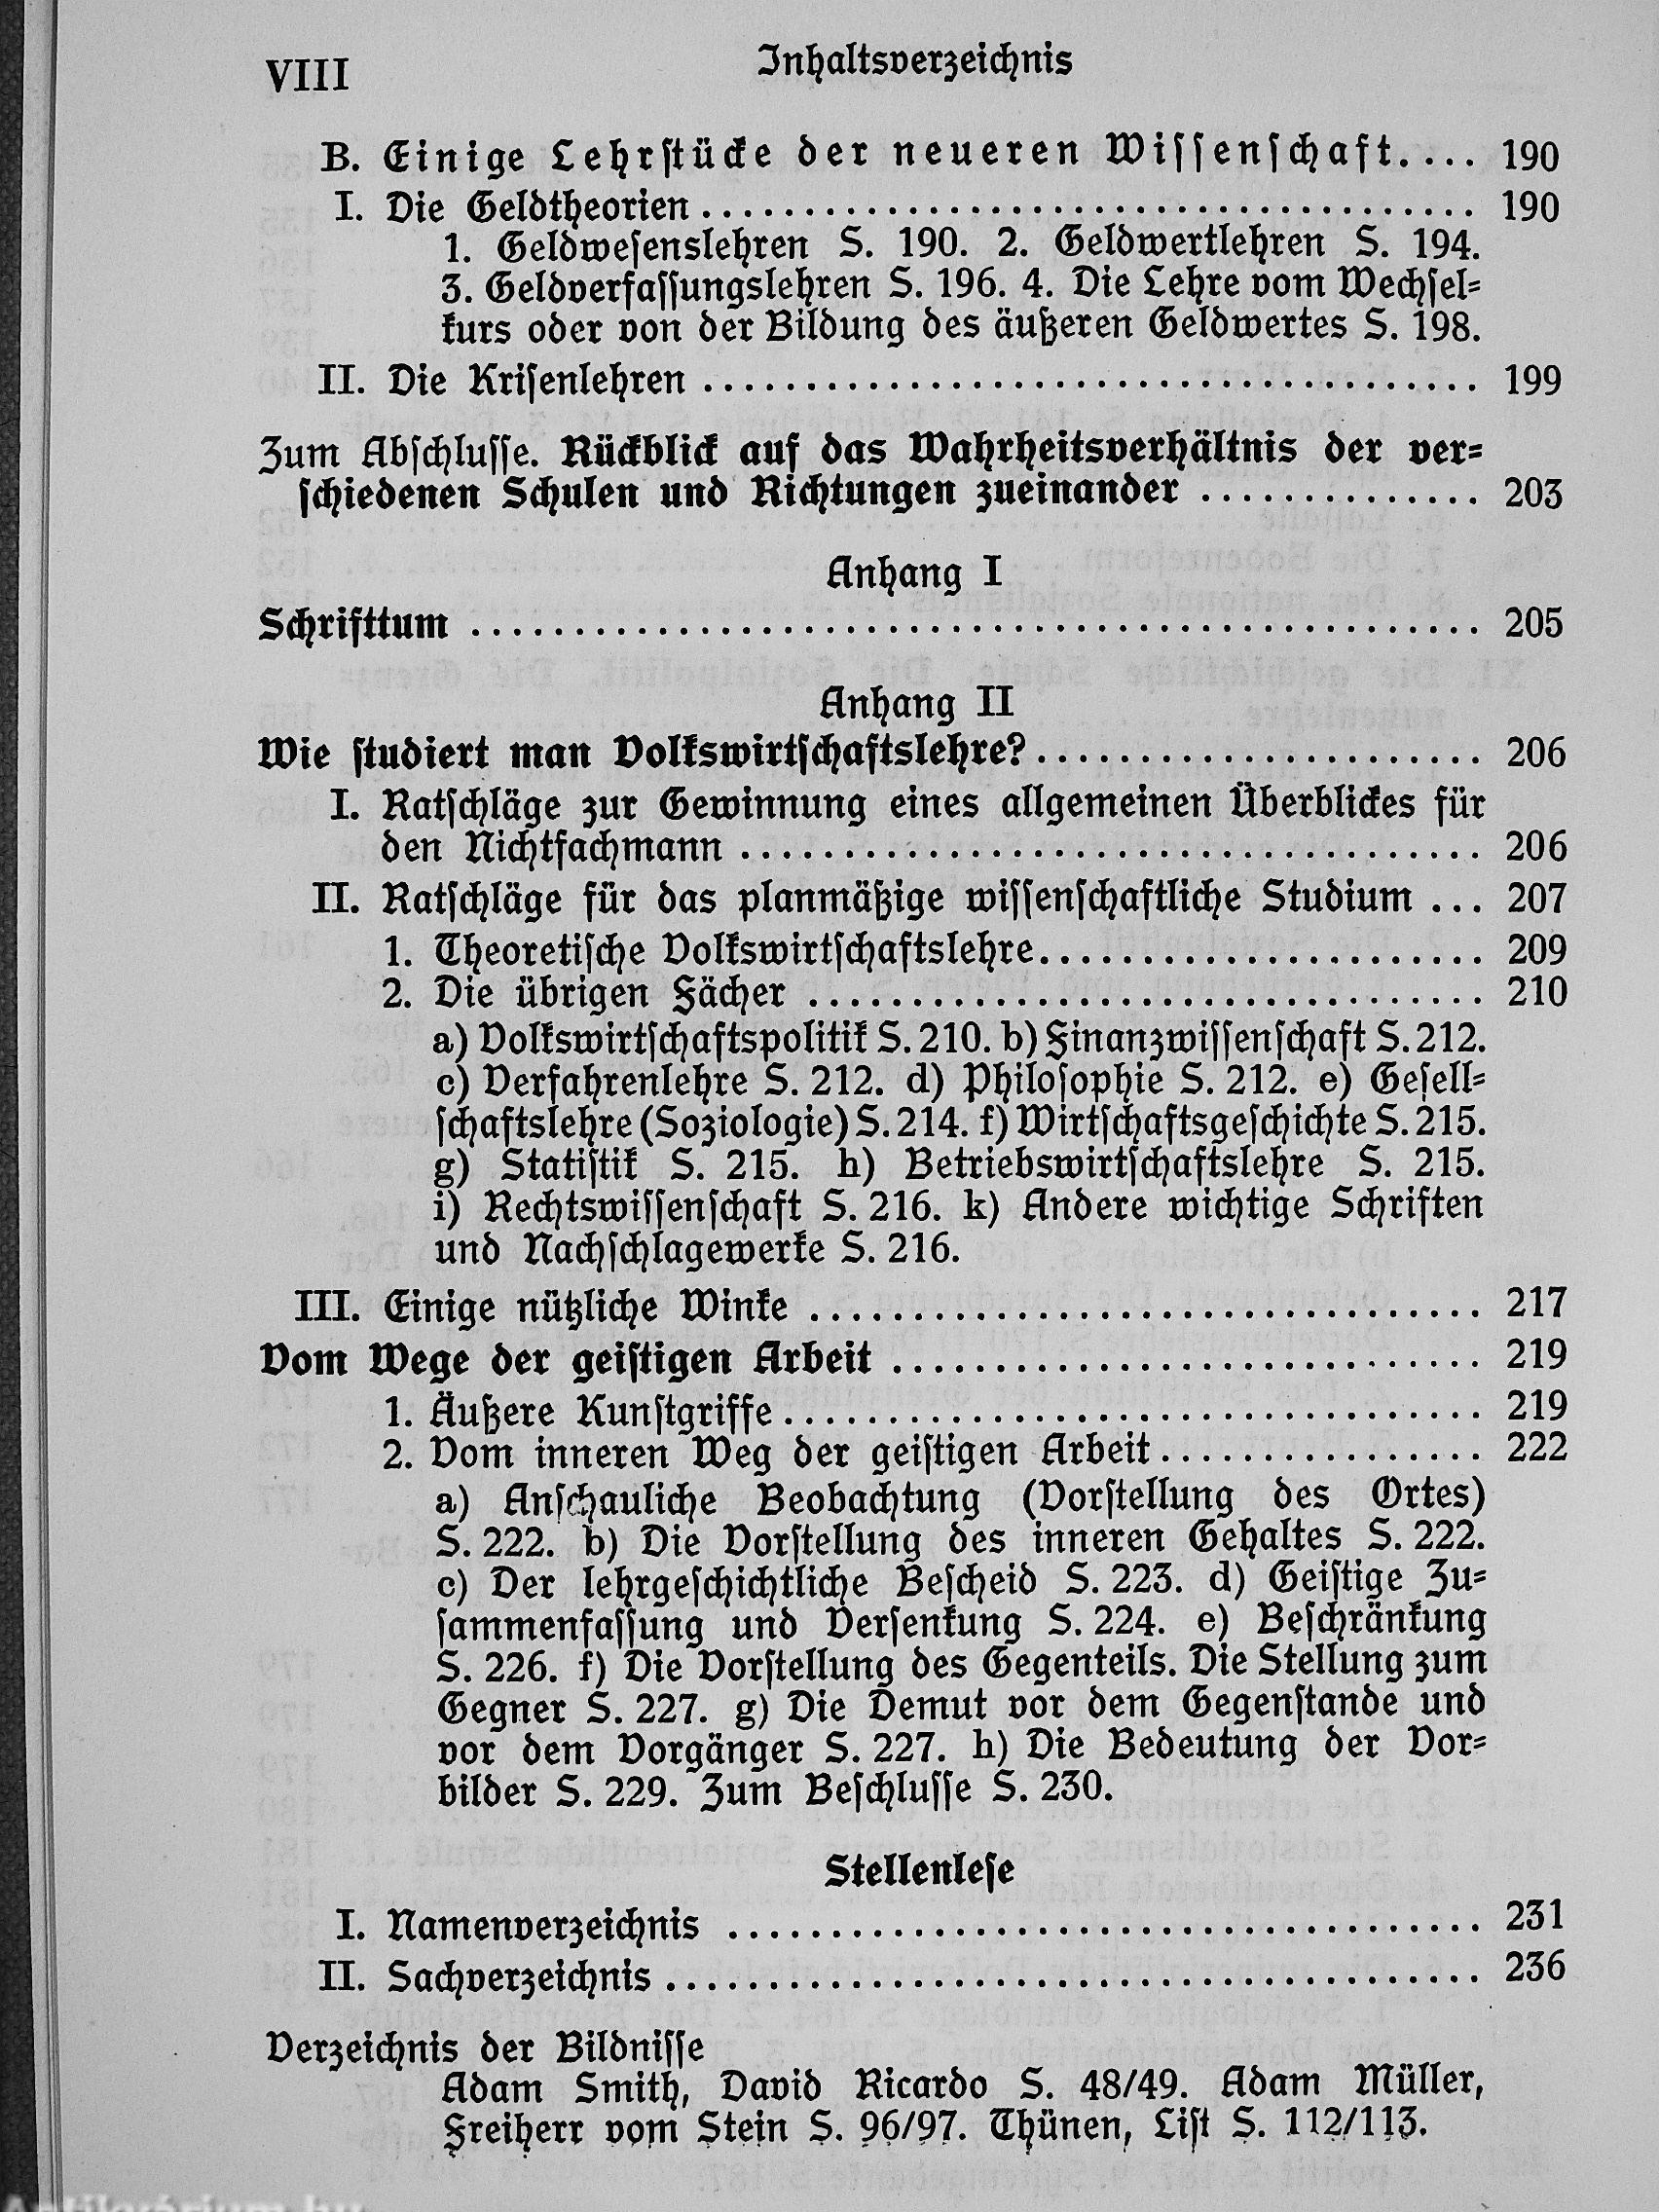 VIII
Inhaltsverzeichnis
B. Einige Lehrstücke der neueren Wissenschaft.... 190
I. Die Geldtheorien ........................................ 190
1. Geldwesenslehren S. 190. 2. Geldwertlehren S. 194.
3. Geldverfassungslehren S. 196. 4. Die Lehre vom Wechsel-
kurs oder von der Bildung des äußeren Geldwertes S. 198.
II. Die Krisenlehren ........................................ 199
Zum Abschlusse. Rückblick auf das Wahrheitsverhältnis der ver-
schiedenen Schulen und Richtungen zueinander .............. 203
Anhang I
Schrifttum .................................................. 205
Anhang II
Wie studiert man Volkswirtschaftslehre? ...................... 206
I. Ratschläge zur Gewinnung eines allgemeinen Überblickes für
den Nichtfachmann ..................................... 206
II. Ratschläge für das planmäßige wissenschaftliche Studium ... 207
1. Theoretische Volkswirtschaftslehre ...................... 209
2. Die übrigen Fächer .................................. 210
a) Volkswirtschaftspolitik S. 210. b) Finanzwissenschaft S. 212.
c) Verfahrenlehre S. 212. d) Philosophie S. 212. e) Gesell-
schaftslehre (Soziologie) S. 214. f) Wirtschaftsgeschichte S. 215.
g) Statistik S. 215. h) Betriebswirtschaftslehre S. 215.
i) Rechtswissenschaft S. 216. k) Andere wichtige Schriften
und Nachschlagewerke S. 216.
III. Einige nützliche Winke .................................. 217
Vom Wege der geistigen Arbeit .............................. 219
1. Äußere Kunstgriffe ................................... 219
2. Vom inneren Weg der geistigen Arbeit ................ 222
a) Anschauliche Beobachtung (Vorstellung des Ortes)
S. 222. b) Die Vorstellung des inneren Gehaltes S. 222.
c) Der lehrgeschichtliche Bescheid S. 223. d) Geistige Zu-
sammenfassung und Versenkung S. 224. e) Beschränkung
S. 226. f) Die Vorstellung des Gegenteils. Die Stellung zum
Gegner S. 227. g) Die Demut vor dem Gegenstande und
vor dem Vorgänger S. 227. h) Die Bedeutung der Vor-
bilder S. 229. Zum Beschlusse S. 230.
Stellenlese
I. Namenverzeichnis ...................................... 231
II. Sachverzeichnis ........................................ 236
Verzeichnis der Bildnisse
Adam Smith, David Ricardo S. 48/49. Adam Müller,
Freiherr vom Stein S. 96/97. Thünen, List S. 112/113.